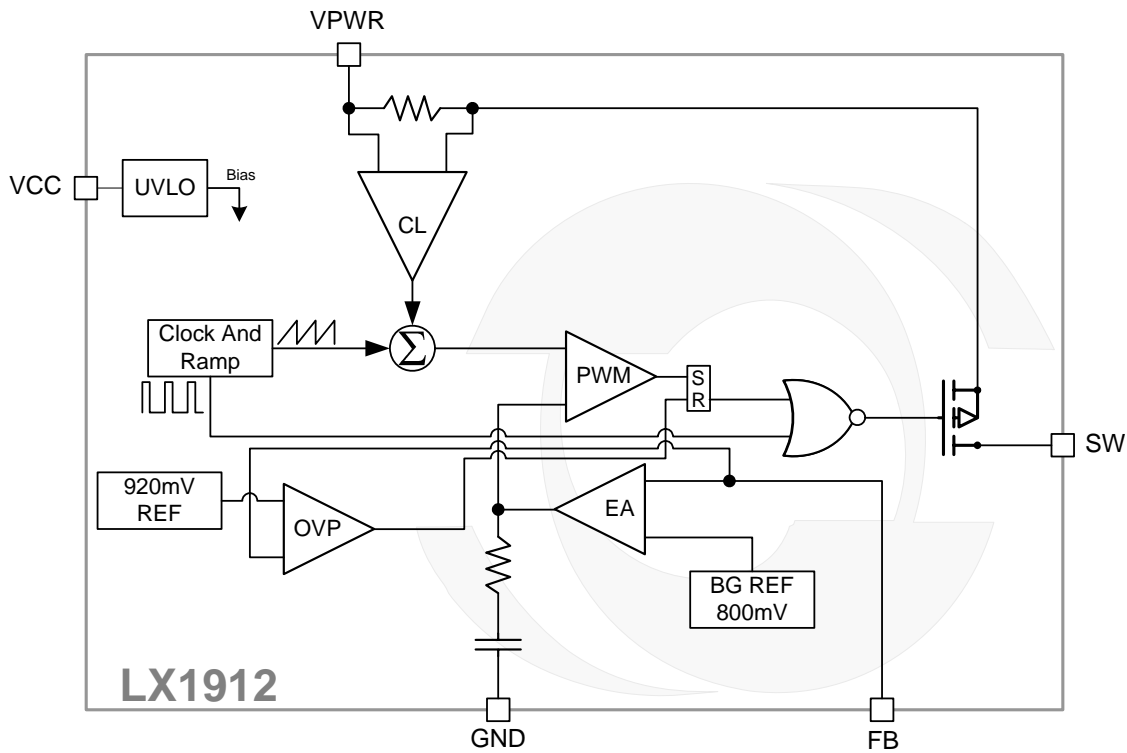 VPWR
VCC
UVLO
Bias
CL
Clock And
Ramp
Σ
PWM
S
R
SW
920mV
REF
OVP
EA
BG REF
800mV
LX1912
GND
FB